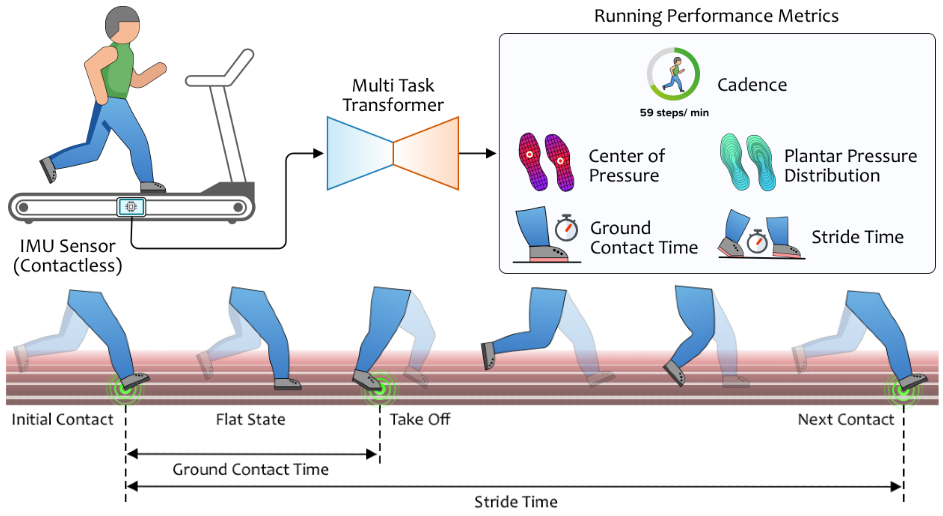 Running Performance Metrics
Multi Task
Transformer
59 steps/ min
Cadence
Center of
Pressure
Plantar Pressure
Distribution
Ground
Contact Time
Stride Time
IMU Sensor
(Contactless)
Initial Contact
Flat State
Take Off
Next Contact
Ground Contact Time
Stride Time